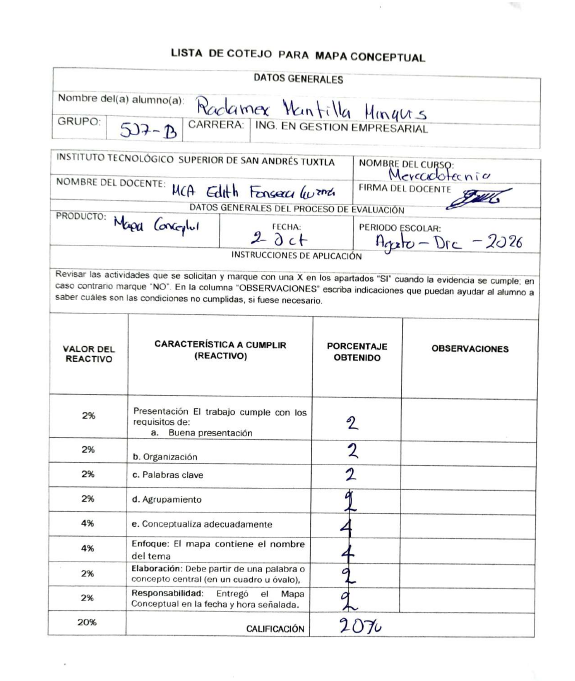 LISTA DE COTEJO PARA MAPA CONCEPTUAL
DATOS GENERALES
Nombre del(a) alumno(a): Radamex Mantilla
GRUPO: 507-B CARRERA: ING. EN GESTION EMPRESARIAL
INSTITUTO TECNOLÓGICO SUPERIOR DE SAN ANDRÉS TUXTLA
NOMBRE DEL CURSO: Mercadotecnia
NOMBRE DEL DOCENTE: MCA Edith Fonseca
FIRMA DEL DOCENTE
DATOS GENERALES DEL PROCESO DE EVALUACIÓN
PRODUCTO: Mapa
FECHA: 2 Oct
PERIODO ESCOLAR: Agosto - Dic - 2026
INSTRUCCIONES DE APLICACIÓN
Revisar las actividades que se solicitan y marque con una X en los apartados "SI" cuando la evidencia se cumple; en
caso contrario marque "NO". En la columna "OBSERVACIONES" escriba indicaciones que puedan ayudar al alumno a
saber cuáles son las condiciones no cumplidas, si fuese necesario.
VALOR DEL REACTIVO
CARACTERÍSTICA A CUMPLIR (REACTIVO)
PORCENTAJE OBTENIDO
OBSERVACIONES
2%
Presentación El trabajo cumple con los
requisitos de:
a. Buena presentación
2
2%
b. Organización
2
2%
c. Palabras clave
2
2%
d. Agrupamiento
2
4%
e. Conceptualiza adecuadamente
4
4%
Enfoque: El mapa contiene el nombre
del tema
4
2%
Elaboración: Debe partir de una palabra o
concepto central (en un cuadro u óvalo),
2
2%
Responsabilidad: Entregó el Mapa
Conceptual en la fecha y hora señalada.
2
20%
CALIFICACIÓN
20%